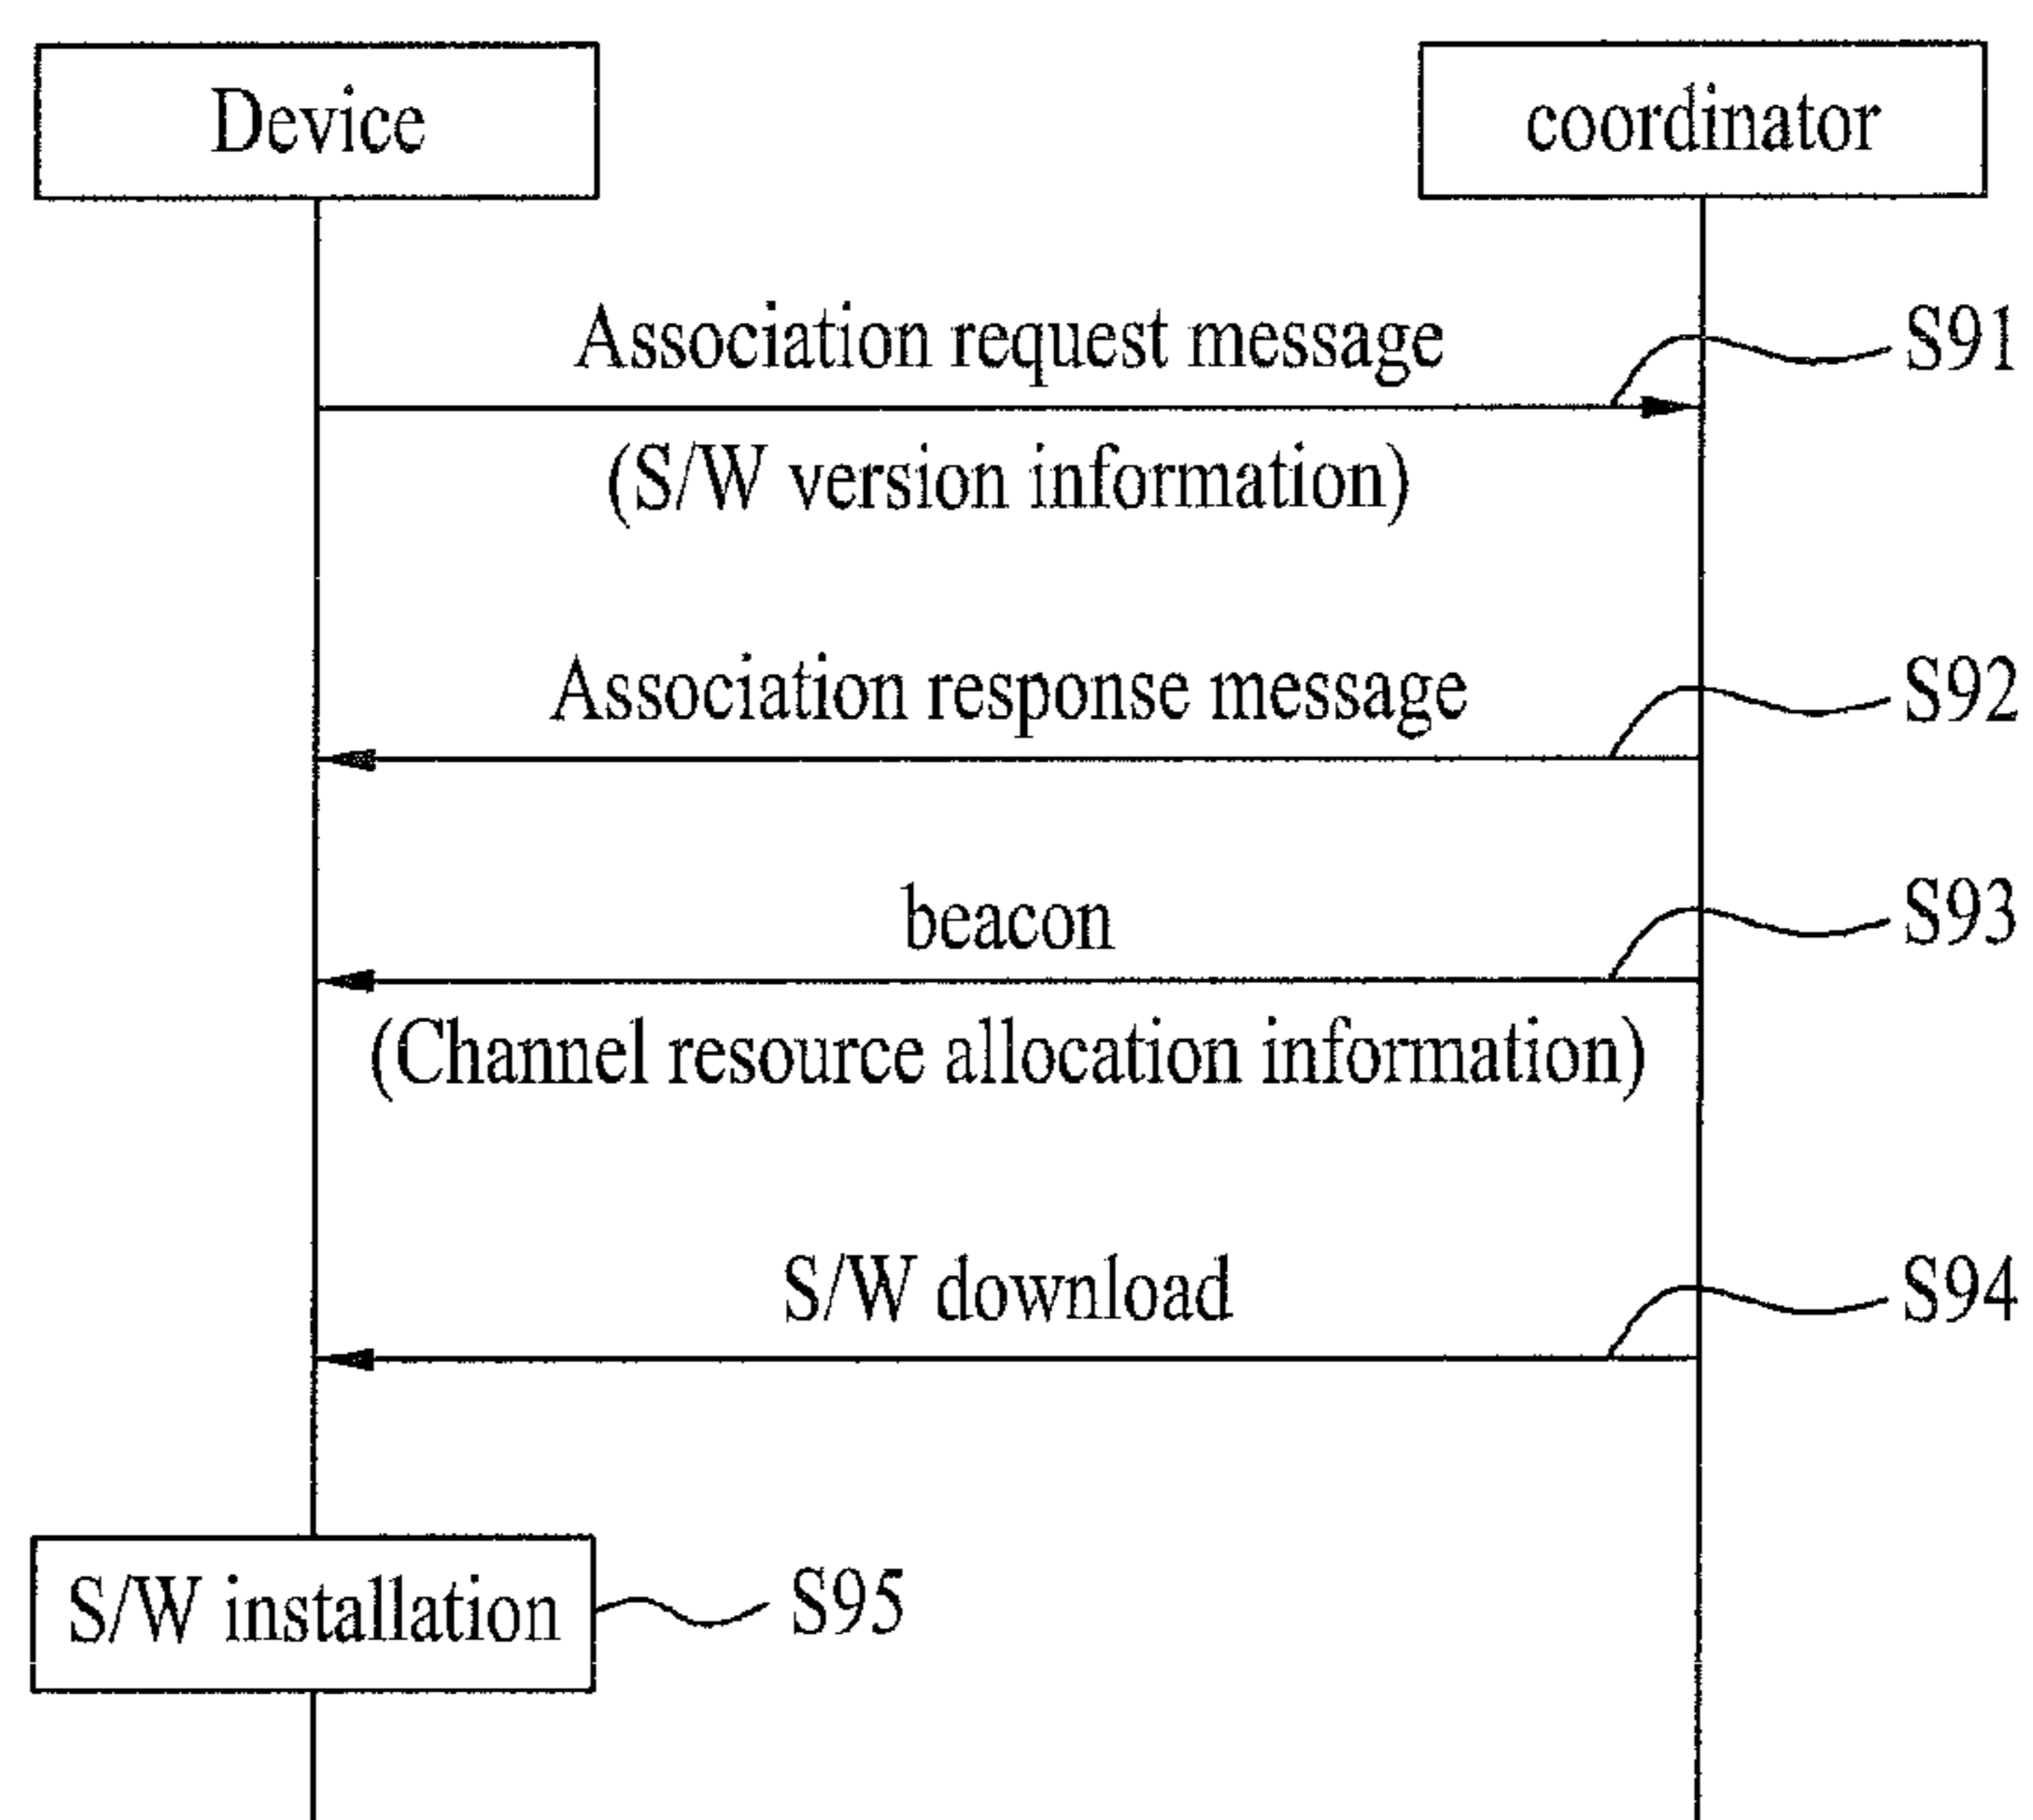 Device
coordinator
Association request message
S91
(S/W version information)
Association response message
S92
beacon
S93
(Channel resource allocation information)
S/W download
S94
S/W installation
S95